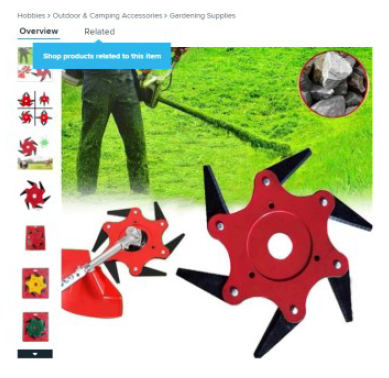 Hobbies > Outdoor & Camping Accessories > Gardening Supplies
Overview Related
Shop products related to this item